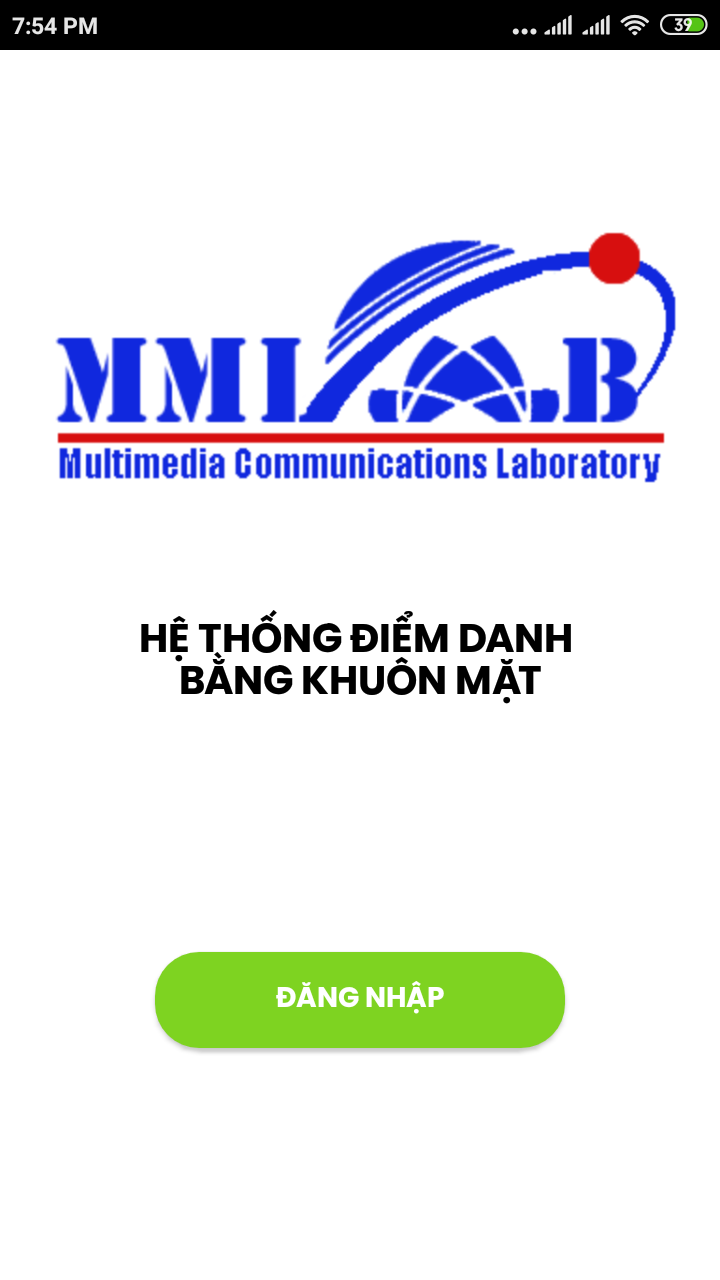 7:54 PM
39
MMLAB
Multimedia Communications Laboratory
HỆ THỐNG ĐIỂM DANH
BẰNG KHUÔN MẶT
ĐĂNG NHẬP